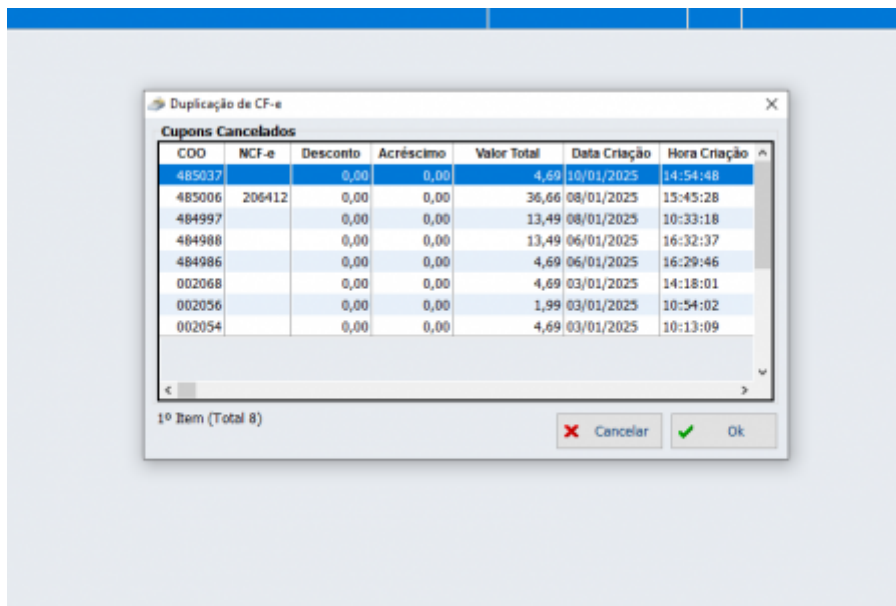 Duplicação de CF-e
Cupons Cancelados
COO NCF-e Desconto Acréscimo Valor Total Data Criação Hora Criação
485037 0,00 0,00 4,69 10/01/2025 14:54:48
485006 206412 0,00 0,00 36,66 08/01/2025 15:45:28
484997 0,00 0,00 13,49 08/01/2025 10:33:18
484988 0,00 0,00 13,49 06/01/2025 16:32:37
484986 0,00 0,00 4,69 06/01/2025 16:29:46
002068 0,00 0,00 4,69 03/01/2025 14:18:01
002056 0,00 0,00 1,99 03/01/2025 10:54:02
002054 0,00 0,00 4,69 03/01/2025 10:13:09
1º Item (Total 8)
Cancelar Ok